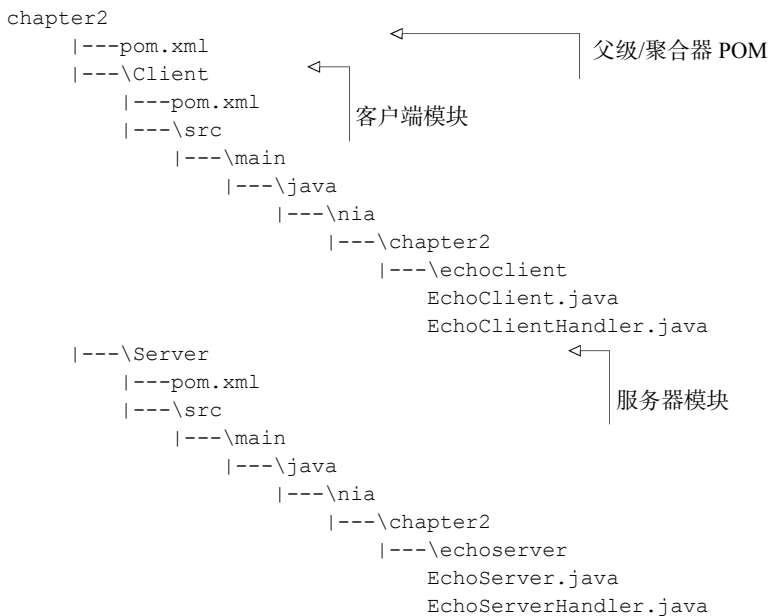 chapter2
|---pom.xml
父级/聚合器 POM
|---\Client
|---pom.xml
客户端模块
|---\src
|---\main
|---\java
|---\nia
|---\chapter2
|---\echoclient
EchoClient.java
EchoClientHandler.java
|---\Server
|---pom.xml
服务器模块
|---\src
|---\main
|---\java
|---\nia
|---\chapter2
|---\echoserver
EchoServer.java
EchoServerHandler.java